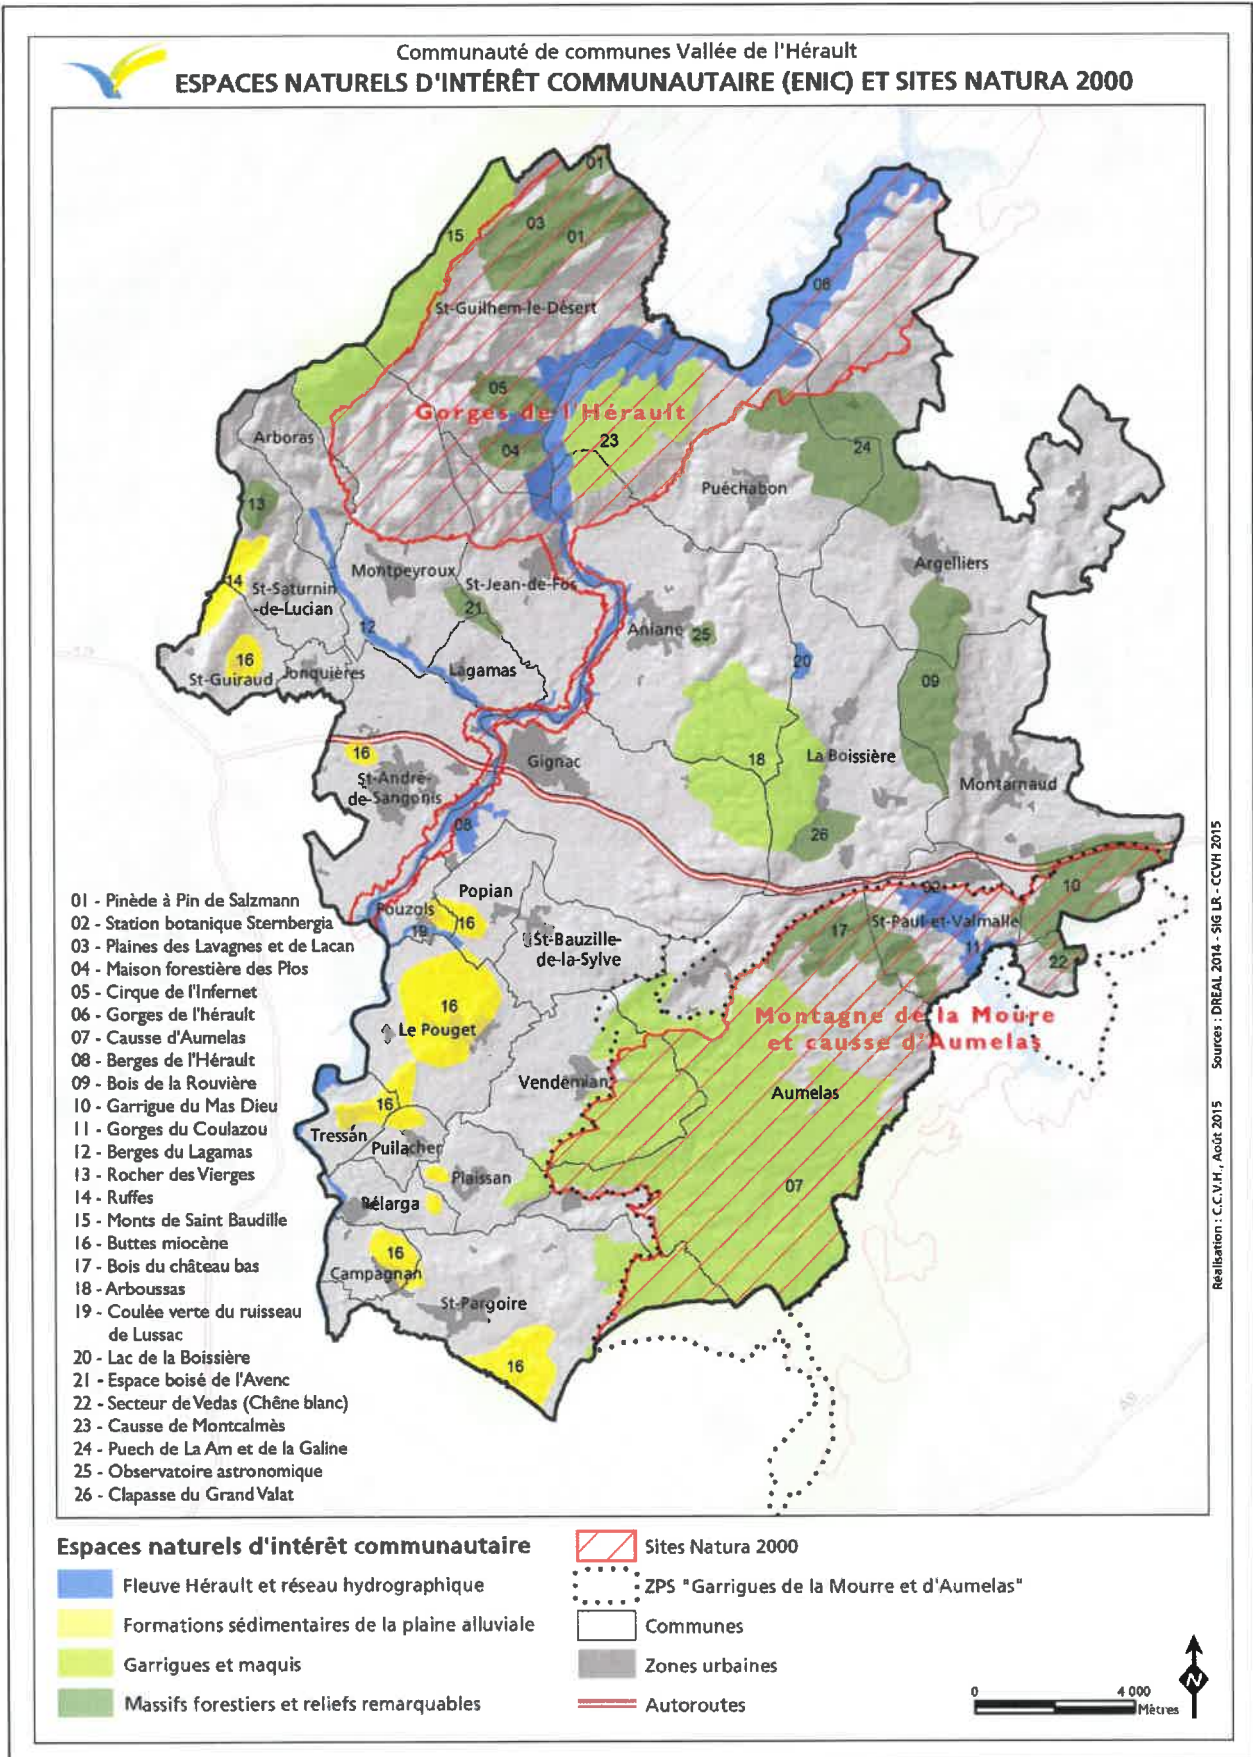 Communauté de communes Vallée de l'Hérault
ESPACES NATURELS D'INTÉRÊT COMMUNAUTAIRE (ENIC) ET SITES NATURA 2000
01
03
01
15
06
St-Guilhem-le-Désert
05
Gorges de l'Hérault
23
04
24
Arboras
Puéchabon
13
Argelliers
Montpeyroux
St-Jean-de-Fos
14
St-Saturnin
-de-Lucian
21
12
Aniane
25
20
16
St-Guiraud
Jonquières
Lagamas
09
16
Gignac
18
La Boissière
St-André-
de-Sangonis
Montarnaud
08
26
02
10
Popian
Pouzols
16
19
17
St-Paul-et-Valmalle
St-Bauzille-
de-la-Sylve
11
22
16
Le Pouget
Montagne de la Moure
et causse d'Aumelas
Vendémian
Aumelas
16
Tressan
Puilacher
Plaissan
07
Bélarga
16
Campagnan
St-Pargoire
16
A9
01 - Pinède à Pin de Salzmann
02 - Station botanique Sternbergia
03 - Plaines des Lavagnes et de Lacan
04 - Maison forestière des Plos
05 - Cirque de l'Infernet
06 - Gorges de l'hérault
07 - Causse d'Aumelas
08 - Berges de l'Hérault
09 - Bois de la Rouvière
10 - Garrigue du Mas Dieu
11 - Gorges du Coulazou
12 - Berges du Lagamas
13 - Rocher des Vierges
14 - Ruffes
15 - Monts de Saint Baudille
16 - Buttes miocène
17 - Bois du château bas
18 - Arboussas
19 - Coulée verte du ruisseau
de Lussac
20 - Lac de la Boissière
21 - Espace boisé de l'Avenc
22 - Secteur de Vedas (Chêne blanc)
23 - Causse de Montcalmès
24 - Puech de La Am et de la Galine
25 - Observatoire astronomique
26 - Clapasse du Grand Valat
Réalisation : C.C.V.H., Août 2015 Sources : DREAL 2014 - SIG LR - CCVH 2015
Espaces naturels d'intérêt communautaire
Fleuve Hérault et réseau hydrographique
Formations sédimentaires de la plaine alluviale
Garrigues et maquis
Massifs forestiers et reliefs remarquables
Sites Natura 2000
ZPS "Garrigues de la Mourre et d'Aumelas"
Communes
Zones urbaines
Autoroutes
0 4 000
Mètres
N